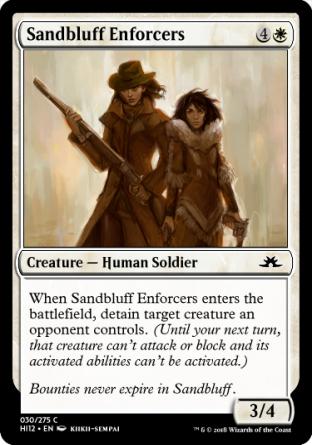 Sandbluff Enforcers 4
Creature — Human Soldier
When Sandbluff Enforcers enters the
battlefield, detain target creature an
opponent controls. (Until your next turn,
that creature can't attack or block and its
activated abilities can't be activated.)
Bounties never expire in Sandbluff.
3/4
030/275 C
HI12 • EN KIIKII-SEMPAI
™ & © 2018 Wizards of the Coast